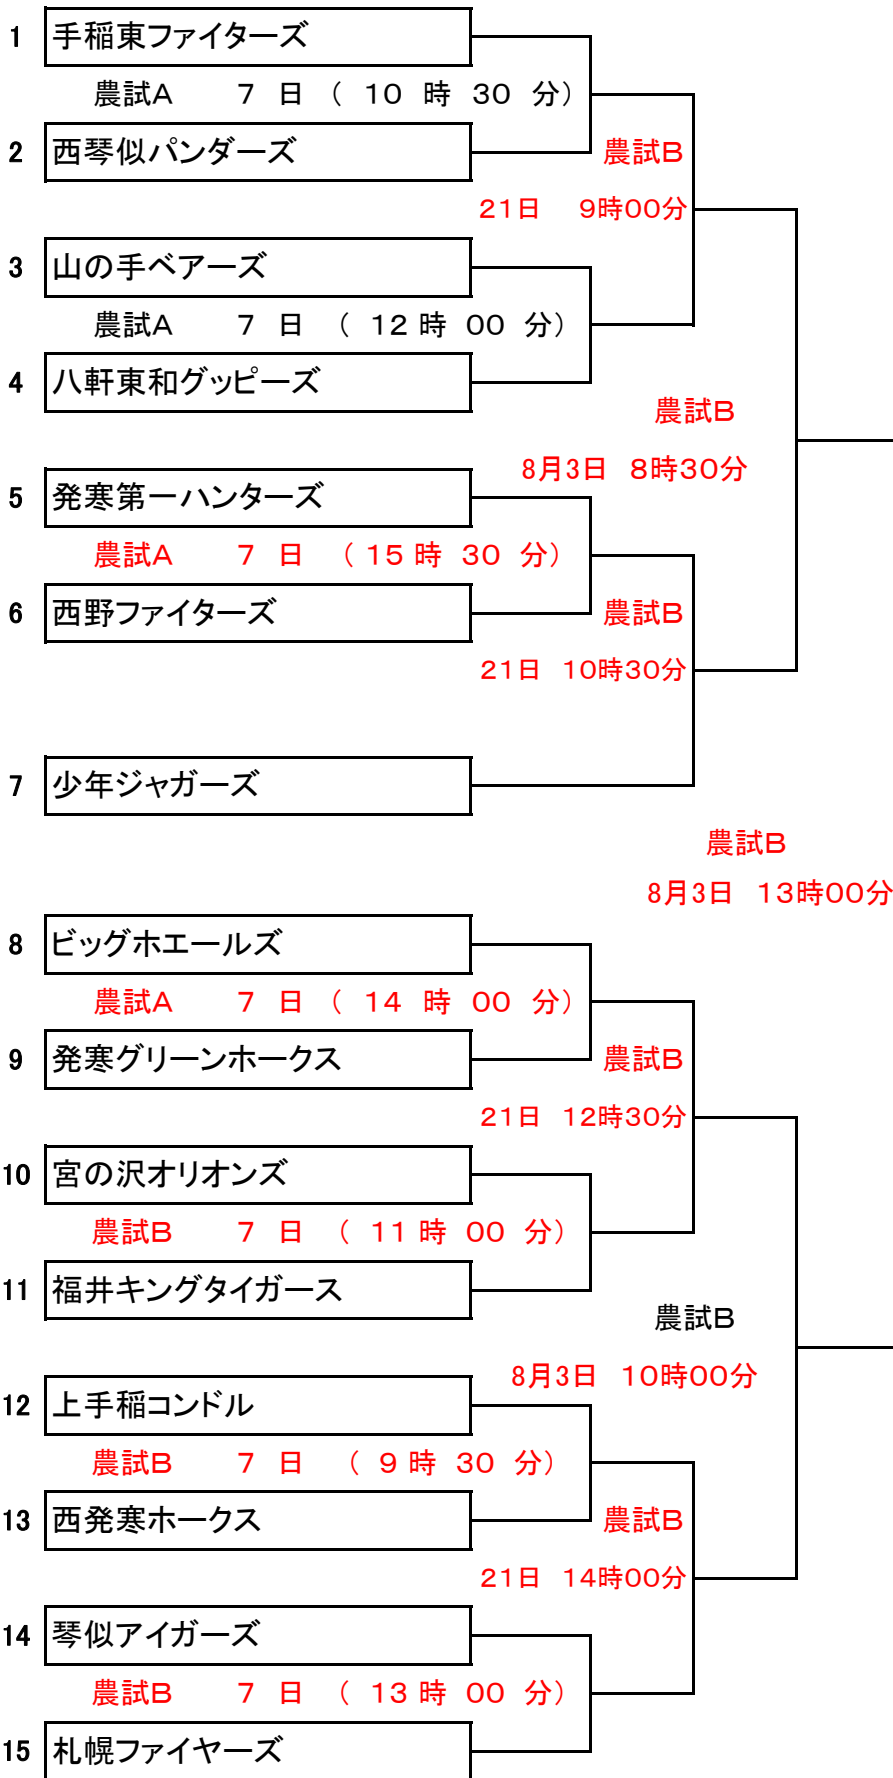 1 手稲東ファイターズ
農試A 7 日 ( 10 時 30 分)
2 西琴似パンダーズ
農試B
21日 9時00分
3 山の手ベアーズ
農試A 7 日 ( 12 時 00 分)
4 八軒東和グッピーズ
農試B
8月3日 8時30分
5 発寒第一ハンターズ
農試A 7 日 ( 15 時 30 分)
6 西野ファイターズ
農試B
21日 10時30分
7 少年ジャガーズ
農試B
8月3日 13時00分
8 ビッグホエールズ
農試A 7 日 ( 14 時 00 分)
9 発寒グリーンホークス
農試B
21日 12時30分
10 宮の沢オリオンズ
農試B 7 日 ( 11 時 00 分)
11 福井キングタイガース
農試B
8月3日 10時00分
12 上手稲コンドル
農試B 7 日 ( 9 時 30 分)
13 西発寒ホークス
農試B
21日 14時00分
14 琴似アイガーズ
農試B 7 日 ( 13 時 00 分)
15 札幌ファイヤーズ